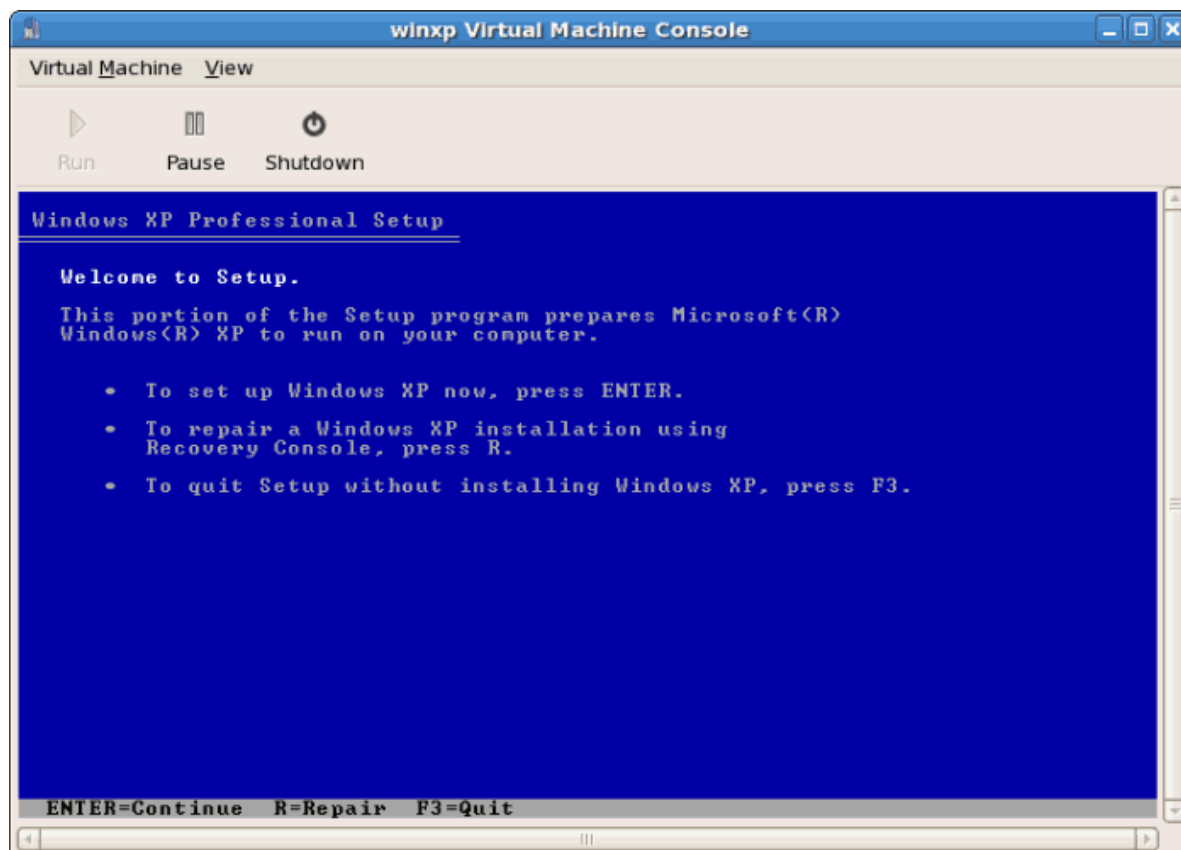 winxp Virtual Machine Console
Virtual Machine View
Run Pause Shutdown
Windows XP Professional Setup
Welcome to Setup.
This portion of the Setup program prepares Microsoft(R)
Windows(R) XP to run on your computer.
• To set up Windows XP now, press ENTER.
• To repair a Windows XP installation using
Recovery Console, press R.
• To quit Setup without installing Windows XP, press F3.
ENTER=Continue R=Repair F3=Quit